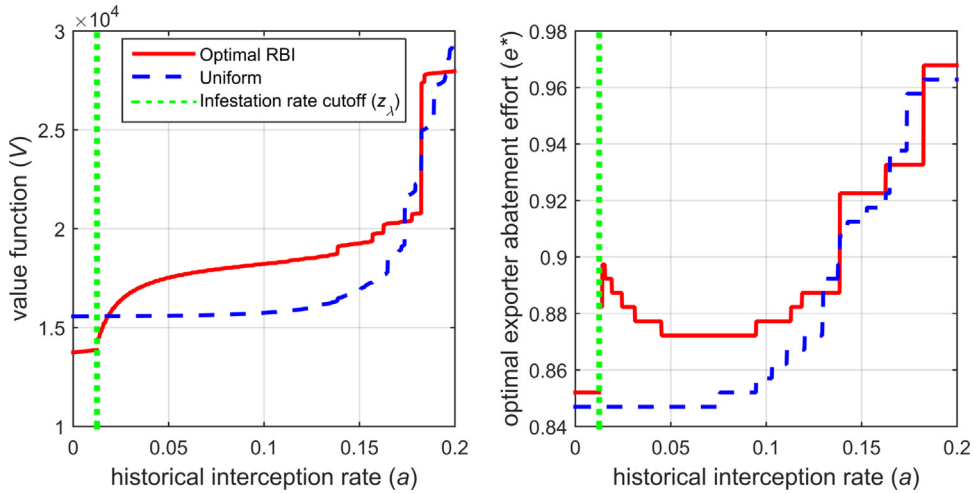 ×10⁴
3
2.5
2
1.5
1
value function (V)
Optimal RBI
Uniform
Infestation rate cutoff (z_λ)
0 0.05 0.1 0.15 0.2
historical interception rate (a)
0.98
0.96
0.94
0.92
0.9
0.88
0.86
0.84
optimal exporter abatement effort (e*)
0 0.05 0.1 0.15 0.2
historical interception rate (a)